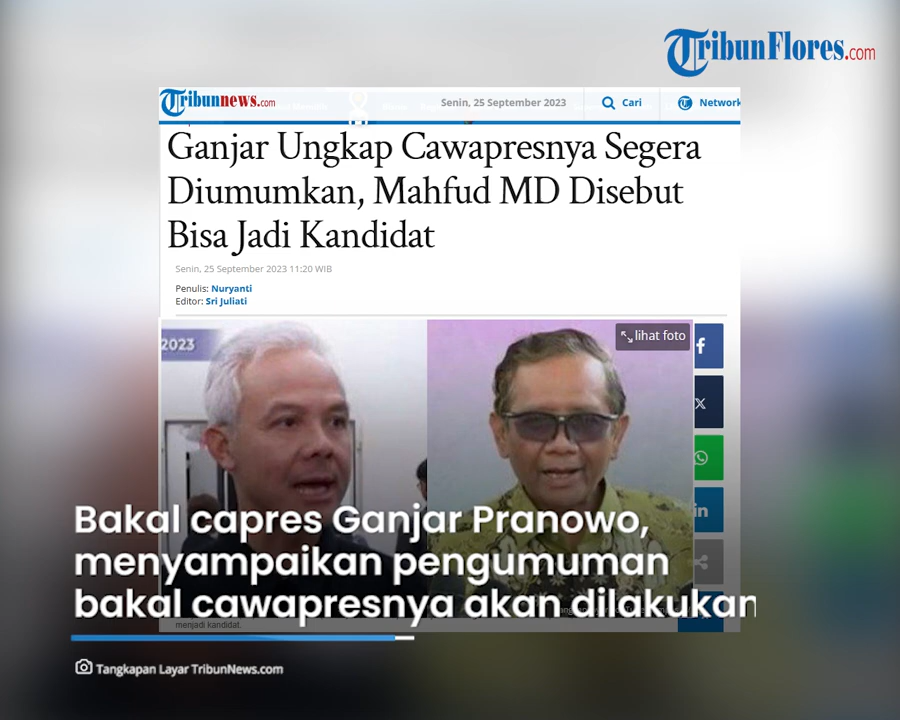 TribunFlores.com
Tribunnews.com
Senin, 25 September 2023
Cari
Network
Ganjar Ungkap Cawapresnya Segera
Diumumkan, Mahfud MD Disebut
Bisa Jadi Kandidat
Senin, 25 September 2023 11:20 WIB
Penulis: Nuryanti
Editor: Sri Juliati
2023
lihat foto
Bakal capres Ganjar Pranowo,
menyampaikan pengumuman
bakal cawapresnya akan dilakukan
menjadi kandidat.
Tangkapan Layar TribunNews.com